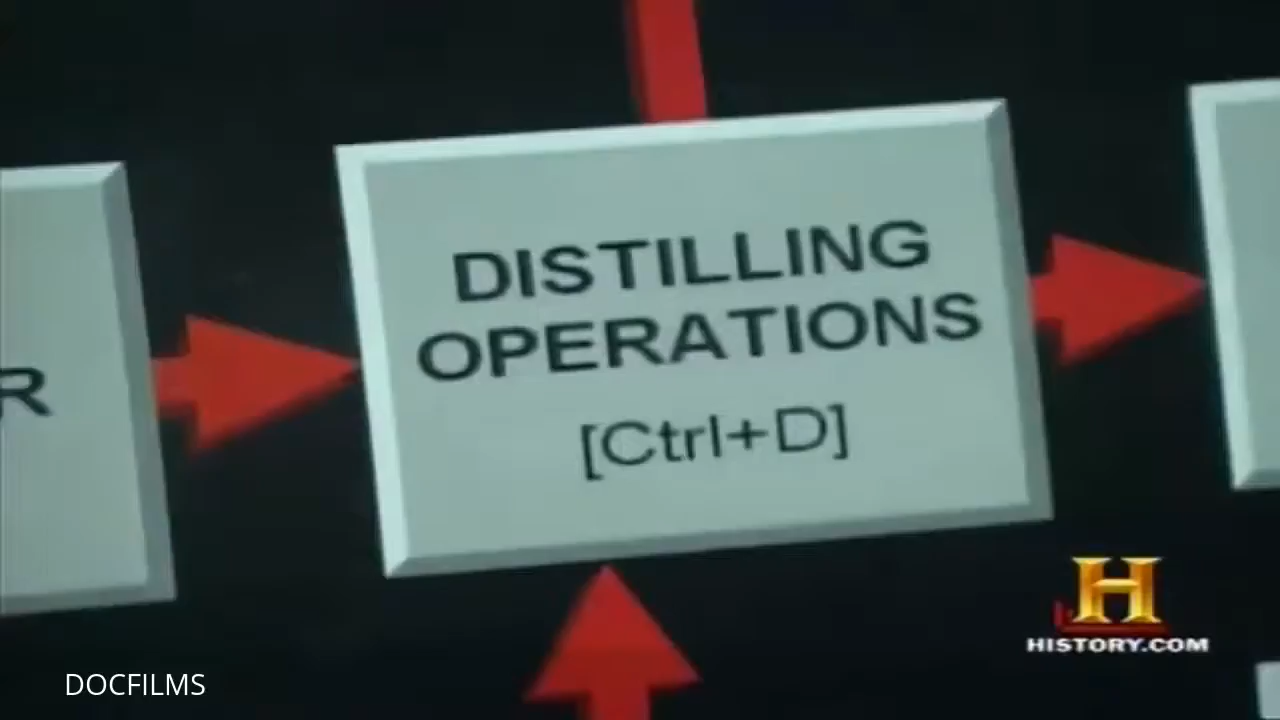 DISTILLING
OPERATIONS
[Ctrl+D]
R
H
HISTORY.COM
DOCFILMS